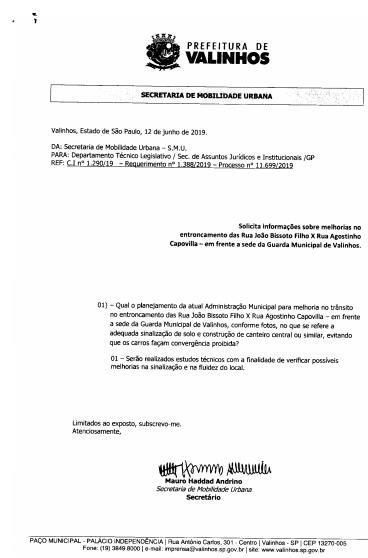 PREFEITURA DE
VALINHOS
SECRETARIA DE MOBILIDADE URBANA
Valinhos, Estado de São Paulo, 12 de junho de 2019.
DA: Secretaria de Mobilidade Urbana – S.M.U.
PARA: Departamento Técnico Legislativo / Sec. de Assuntos Jurídicos e Institucionais /GP
REF: C.I nº 1.290/19 – Requerimento nº 1.388/2019 – Processo nº 11.699/2019
Solicita informações sobre melhorias no
entroncamento das Rua João Bissoto Filho X Rua Agostinho
Capovilla – em frente a sede da Guarda Municipal de Valinhos.
01) – Qual o planejamento da atual Administração Municipal para melhoria no trânsito
no entroncamento das Rua João Bissoto Filho X Rua Agostinho Capovilla – em frente
a sede da Guarda Municipal de Valinhos, conforme fotos, no que se refere a
adequada sinalização de solo e construção de canteiro central ou similar, evitando
que os carros façam convergência proibida?
01 – Serão realizados estudos técnicos com a finalidade de verificar possíveis
melhorias na sinalização e na fluidez do local.
Limitados ao exposto, subscrevo-me.
Atenciosamente,
Mauro Haddad Andrino
Secretaria de Mobilidade Urbana
Secretário
PAÇO MUNICIPAL - PALÁCIO INDEPENDÊNCIA | Rua Antônio Carlos, 301 - Centro | Valinhos - SP | CEP 13270-005
Fone: (19) 3849 8000 | e-mail: imprensa@valinhos.sp.gov.br | site: www.valinhos.sp.gov.br